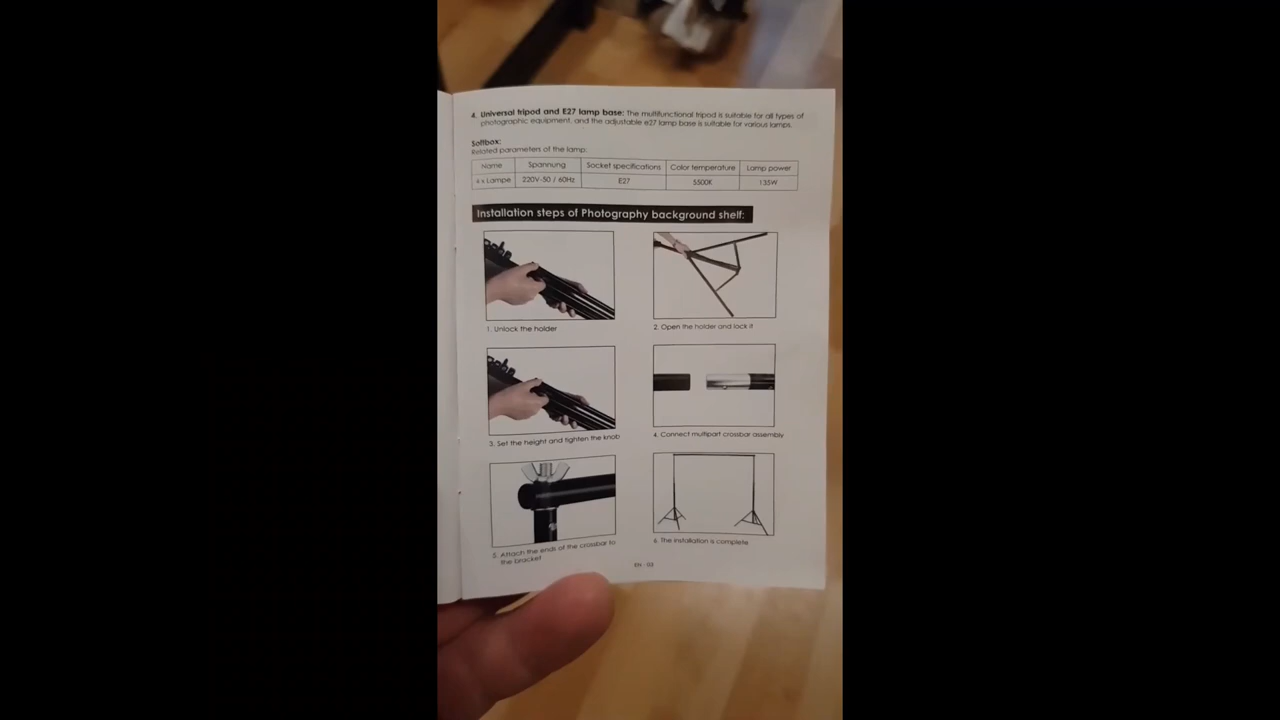 4. Universal tripod and E27 lamp base: The multifunctional tripod is suitable for all types of
photographic equipment, and the adjustable e27 lamp base is suitable for various lamps.
Softbox:
Related parameters of the lamp:
Name Spannung Socket specifications Color temperature Lamp power
Lampe 220V-50 / 60Hz E27 5500K 135W
Installation steps of Photography background shelf:
1. Unlock the holder
2. Open the holder and lock it
3. Set the height and tighten the knob
4. Connect multipart crossbar assembly
5. Attach the ends of the crossbar to
the bracket
6. The installation is complete
EN - 03